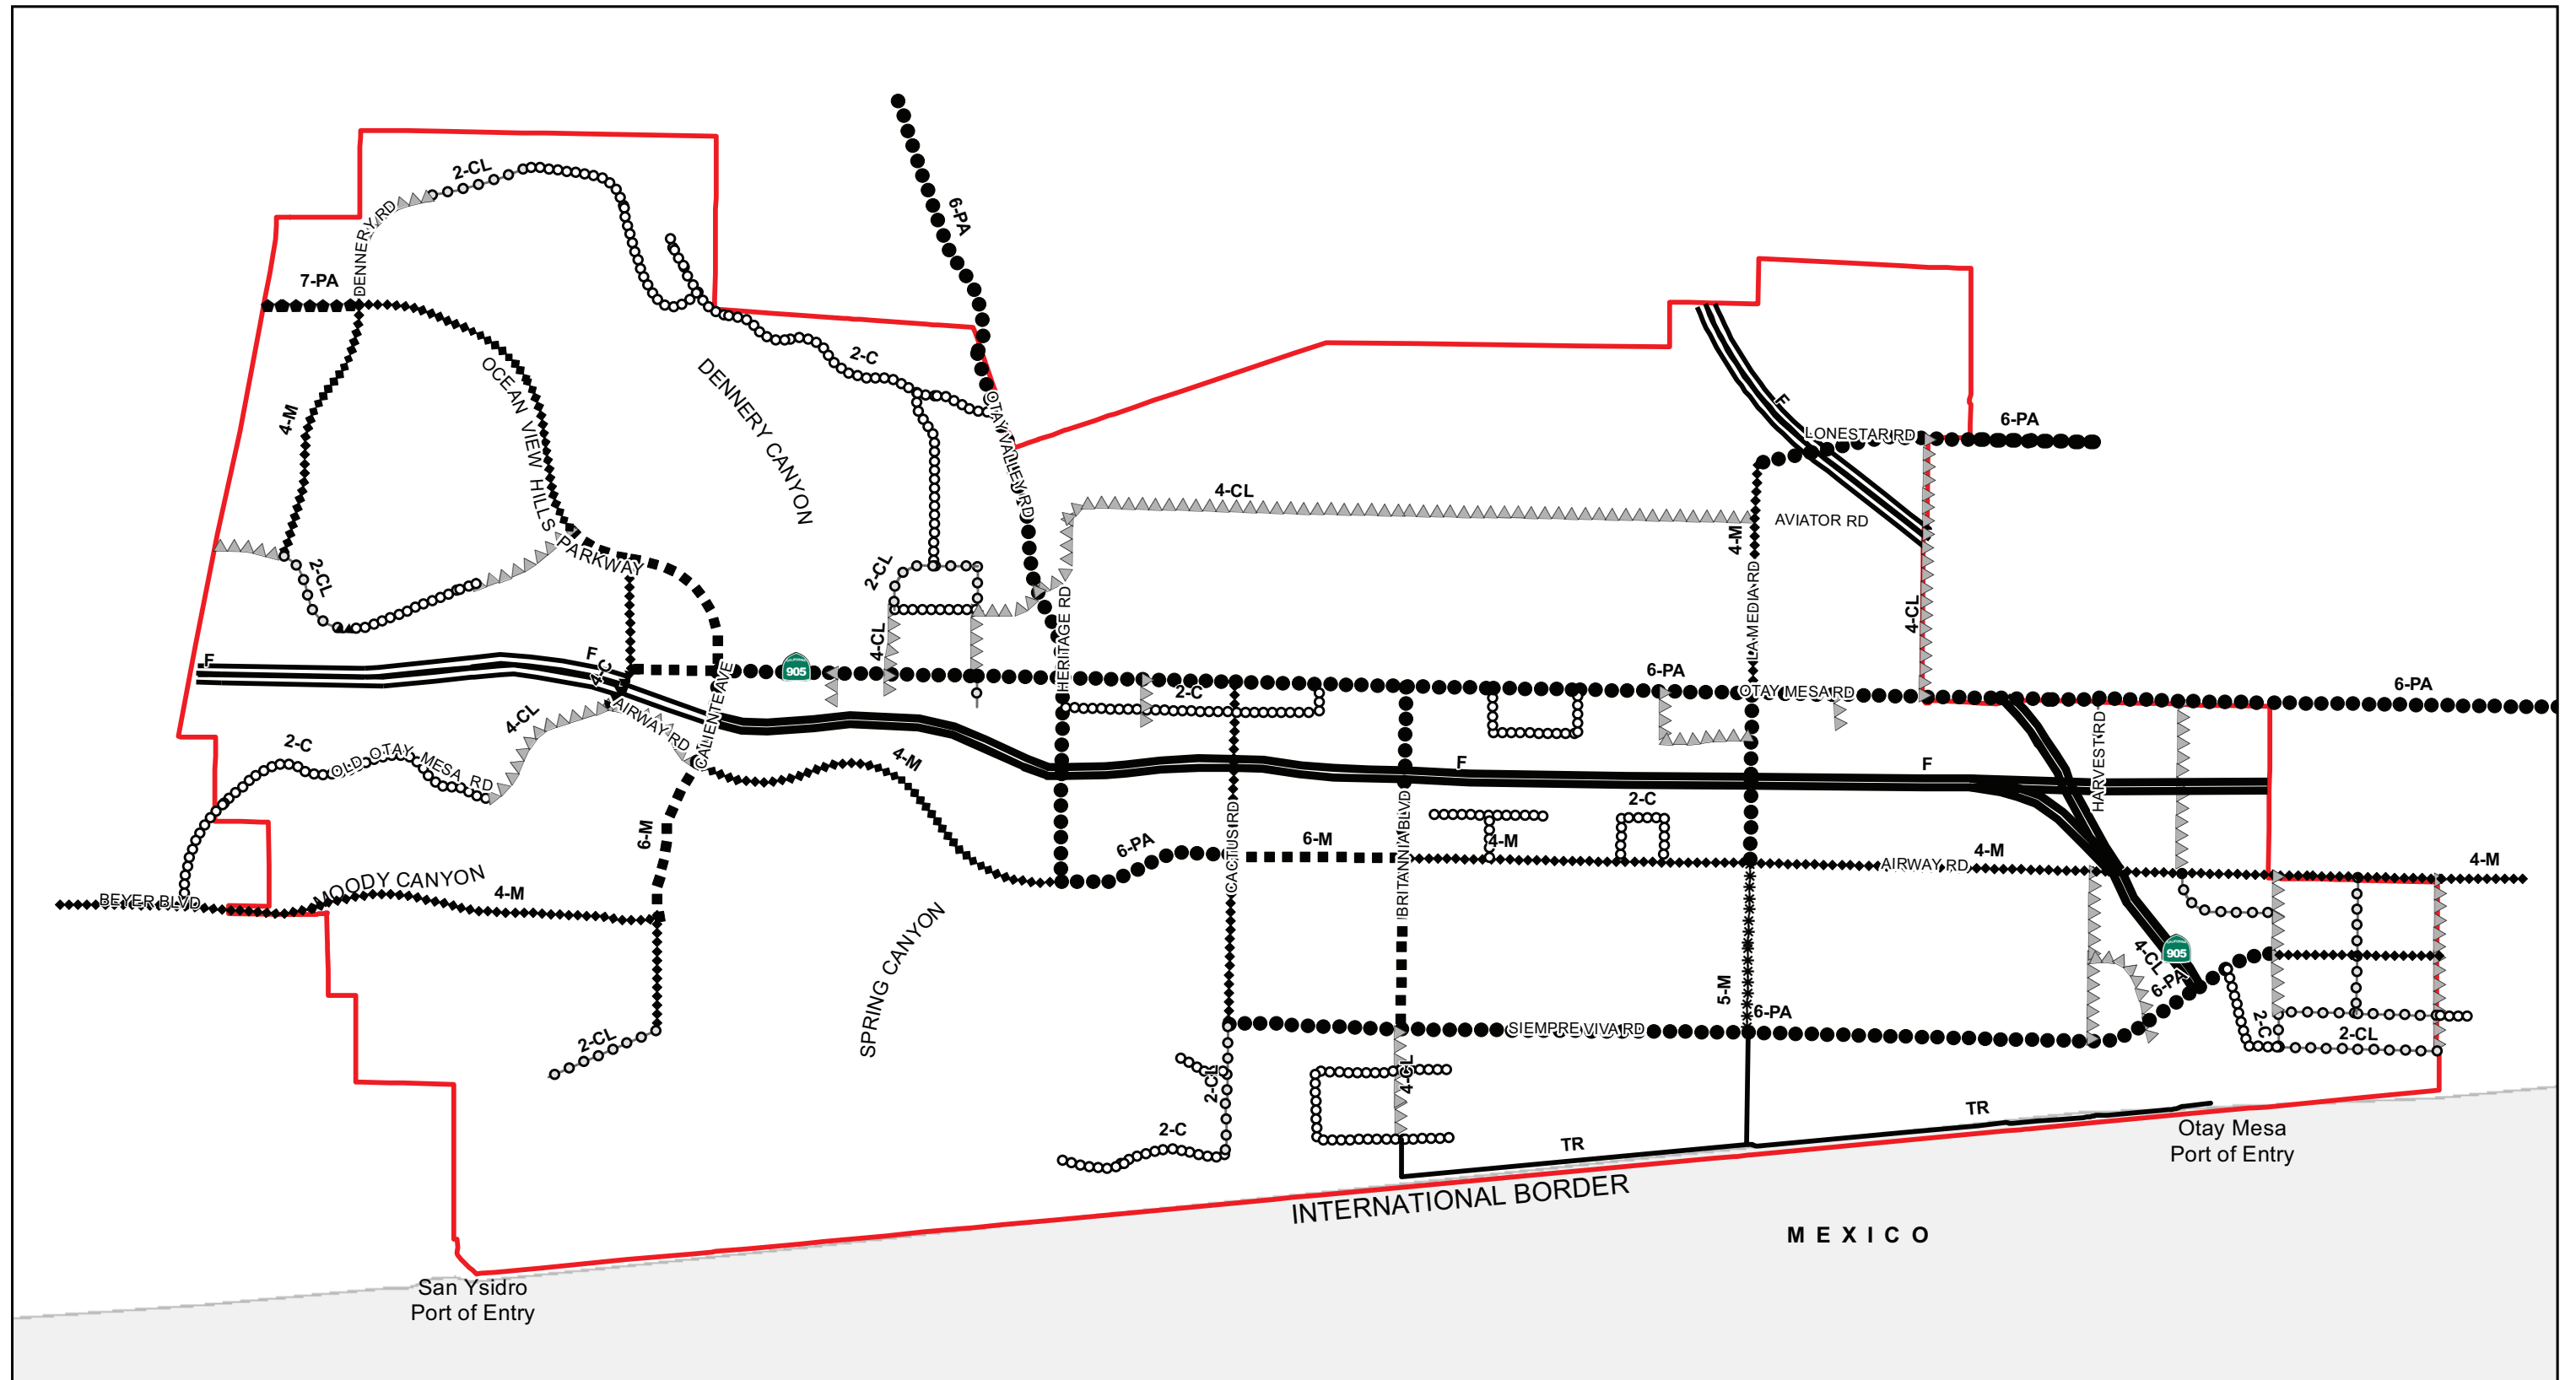 2-CL
6-PA
DENNERY RD
7-PA
F
2-C
OCEAN VIEW HILLS
PARKWAY
DENNERY CANYON
OTAY VALLEY RD
4-M
LONESTAR RD
6-PA
4-CL
AVIATOR RD
4-M
2-CL
2-CL
4-CL
HERITAGE RD
LA MEDIA RD
4-CL
F
F
4-C
CALIFORNIA
905
CALIENTE AVE
2-C
6-PA
OTAY MESA RD
6-PA
4-CL
AIRWAY RD
HARVEST RD
2-C
OLD OTAY MESA RD
4-M
F
F
6-M
CACTUS RD
BRITANNIA BLVD
2-C
6-PA
6-M
4-M
AIRWAY RD
4-M
4-M
BEYER BLVD
MOODY CANYON
4-M
SPRING CANYON
5-M
4-CL
CALIFORNIA
905
6-PA
6-PA
SIEMPRE VIVA RD
2-C
2-CL
2-CL
2-CL
4-CL
2-C
TR
TR
Otay Mesa
Port of Entry
INTERNATIONAL BORDER
MEXICO
San Ysidro
Port of Entry